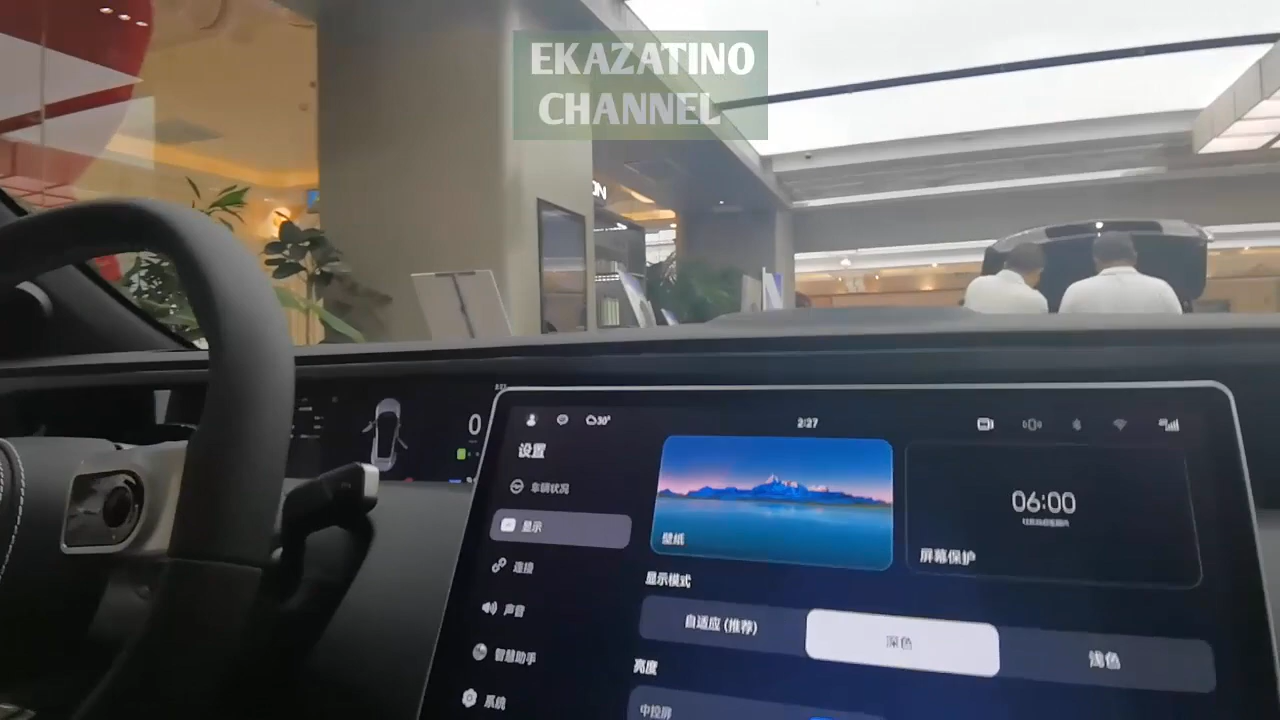 EKAZATINO
CHANNEL
0
30°
2:27
设置
车辆状况
显示
连接
声音
智慧助手
系统
壁纸
06:00
屏幕保护
显示模式
自适应 (推荐)
深色
浅色
亮度
中控屏